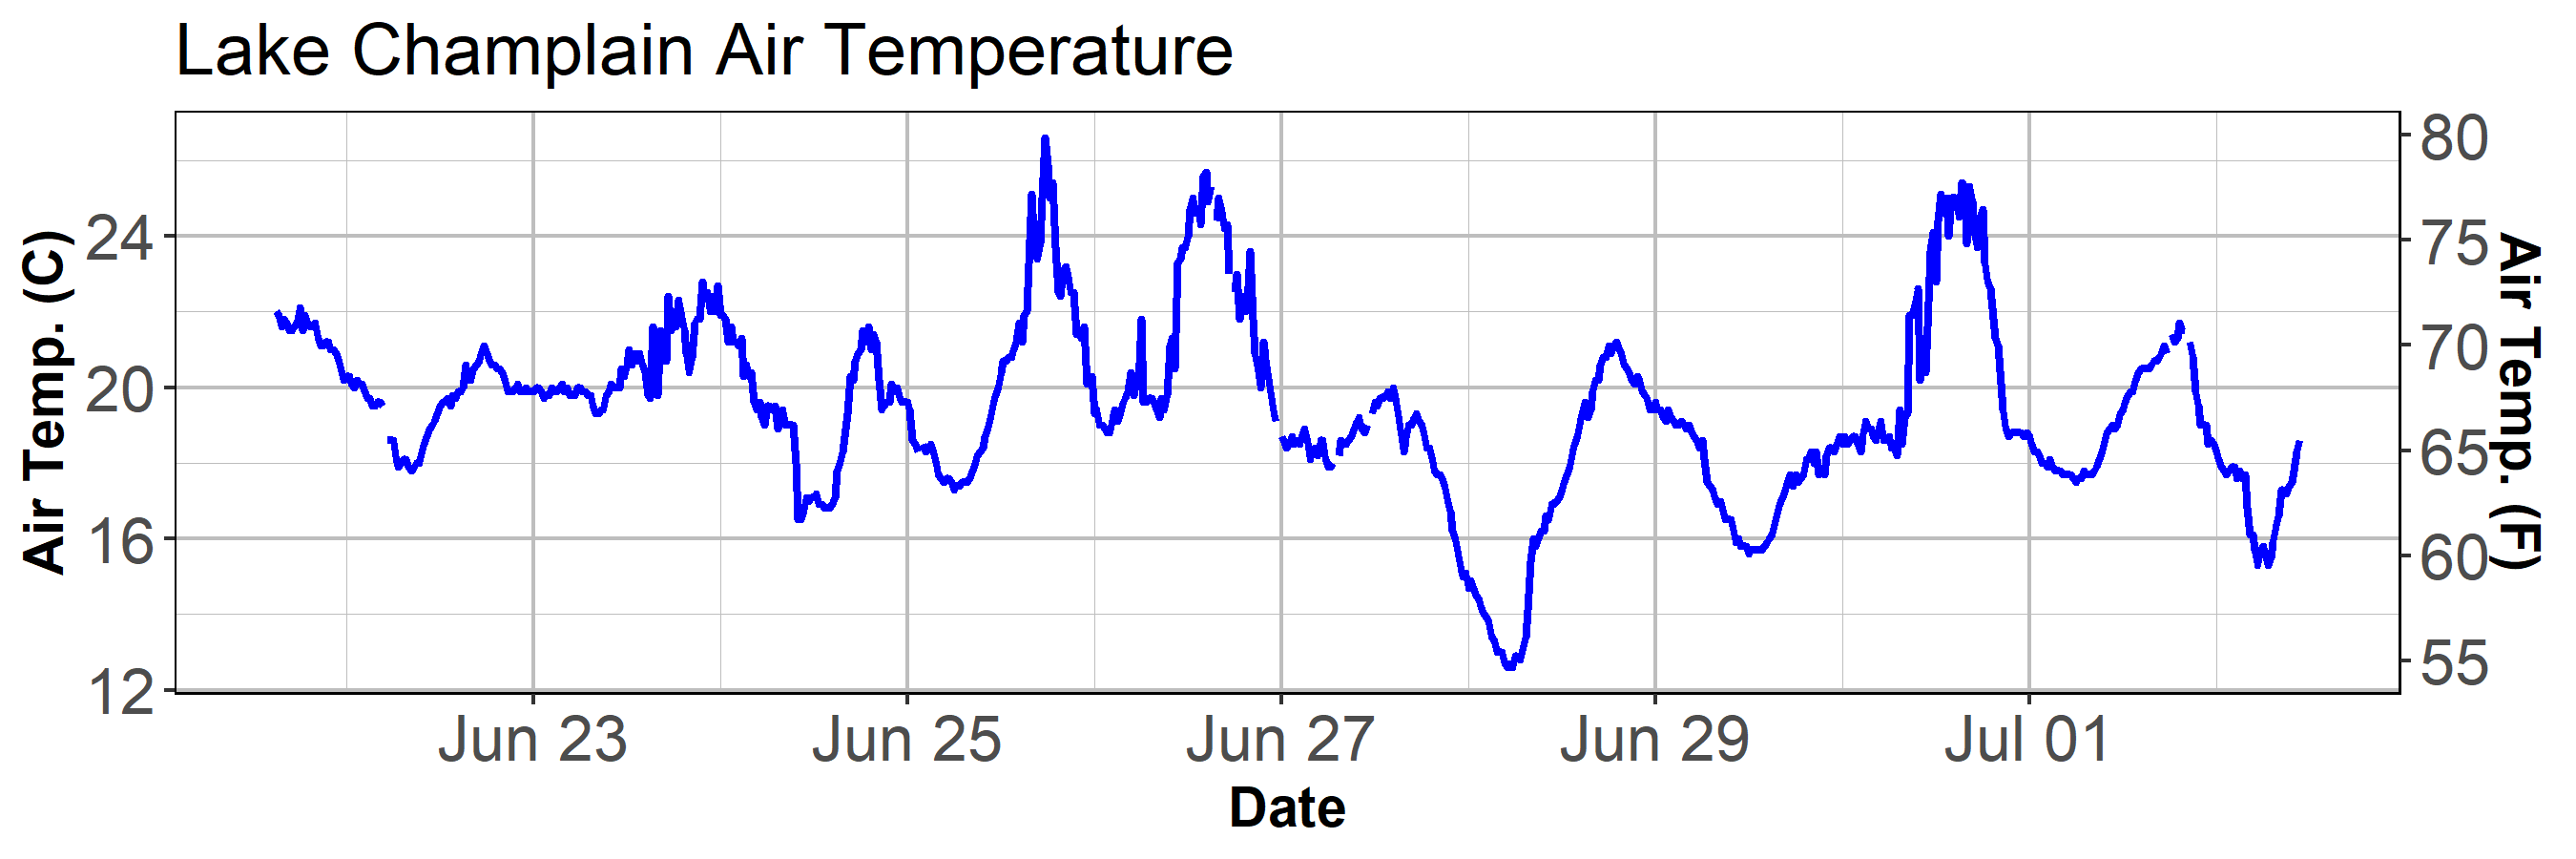 Lake Champlain Air Temperature
Air Temp. (C)
24
20
16
12
80
75
70
65
60
55
Air Temp. (F)
Jun 23 Jun 25 Jun 27 Jun 29 Jul 01
Date